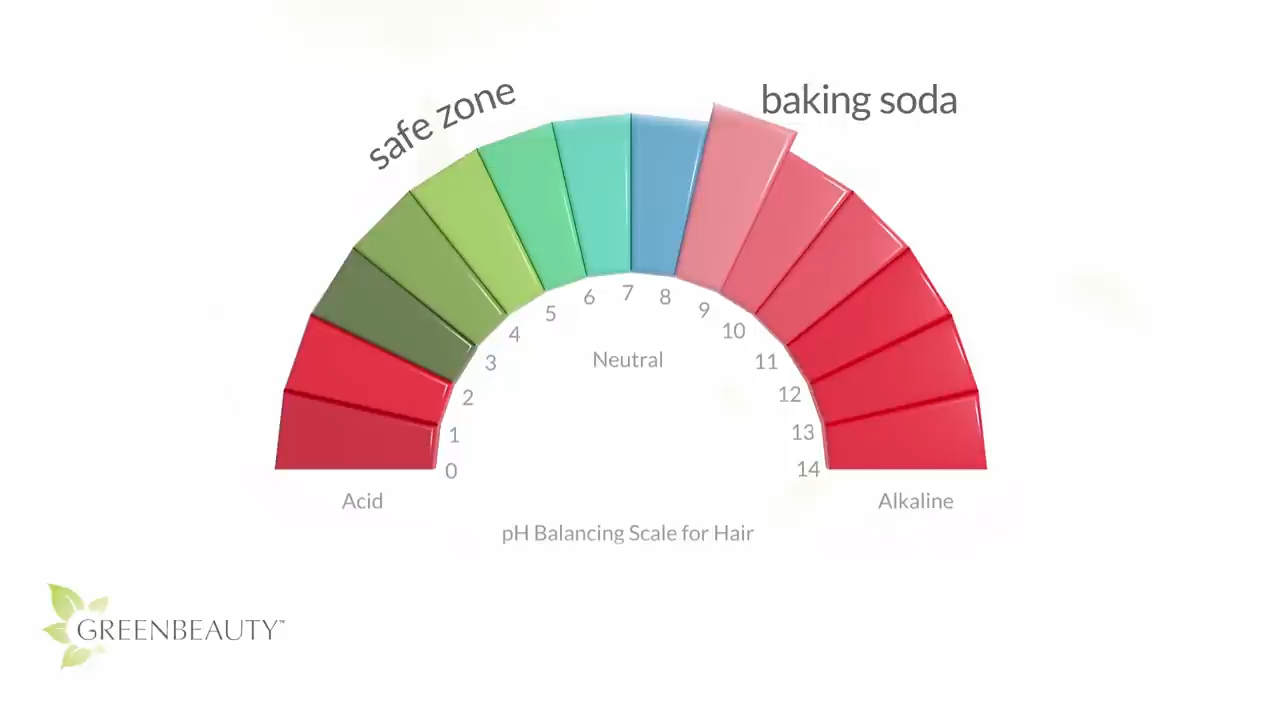 safe zone
baking soda
0
1
2
3
4
5
6
7
8
9
10
11
12
13
14
Neutral
Acid
Alkaline
pH Balancing Scale for Hair
GREENBEAUTY™